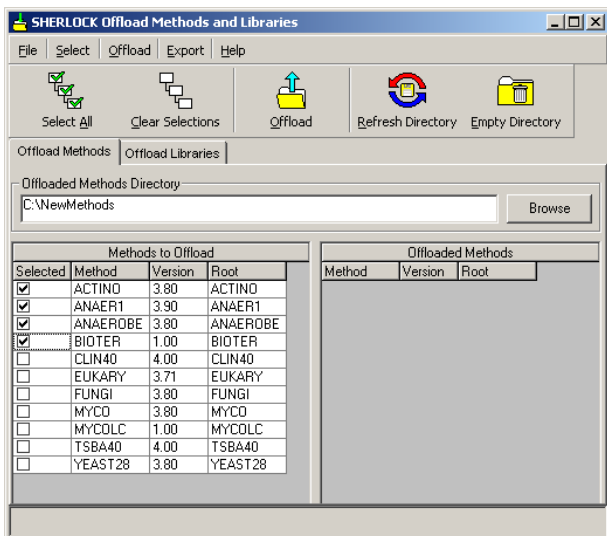 SHERLOCK Offload Methods and Libraries
File Select Offload Export Help
Select All Clear Selections Offload Refresh Directory Empty Directory
Offload Methods Offload Libraries
Offloaded Methods Directory
C:\NewMethods Browse
Methods to Offload Offloaded Methods
Selected Method Version Root Method Version Root
ACTINO 3.80 ACTINO
ANAER1 3.90 ANAER1
ANAEROBE 3.80 ANAEROBE
BIOTER 1.00 BIOTER
CLIN40 4.00 CLIN40
EUKARY 3.71 EUKARY
FUNGI 3.80 FUNGI
MYCO 3.80 MYCO
MYCOLC 1.00 MYCOLC
TSBA40 4.00 TSBA40
YEAST28 3.80 YEAST28